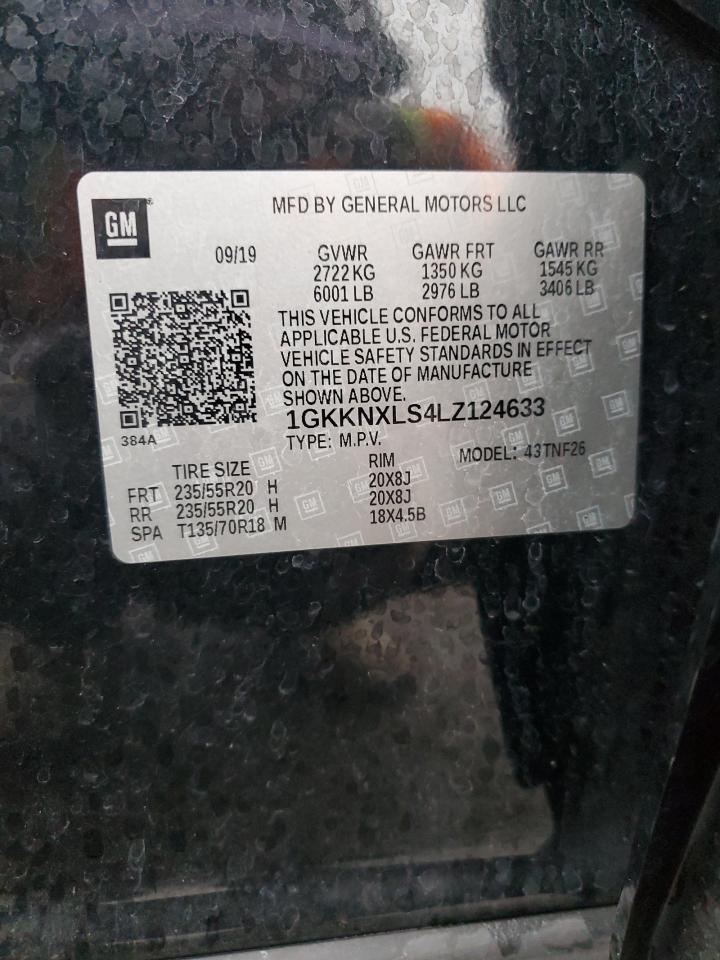 GM
MFD BY GENERAL MOTORS LLC
09/19
GVWR GAWR FRT GAWR RR
2722 KG 1350 KG 1545 KG
6001 LB 2976 LB 3406 LB
THIS VEHICLE CONFORMS TO ALL
APPLICABLE U.S. FEDERAL MOTOR
VEHICLE SAFETY STANDARDS IN EFFECT
ON THE DATE OF MANUFACTURE
SHOWN ABOVE.
1GKKNXLS4LZ124633
384A
TYPE: M.P.V. MODEL: 43TNF26
TIRE SIZE RIM
FRT 235/55R20 H 20X8J
RR 235/55R20 H 20X8J
SPA T135/70R18 M 18X4.5B